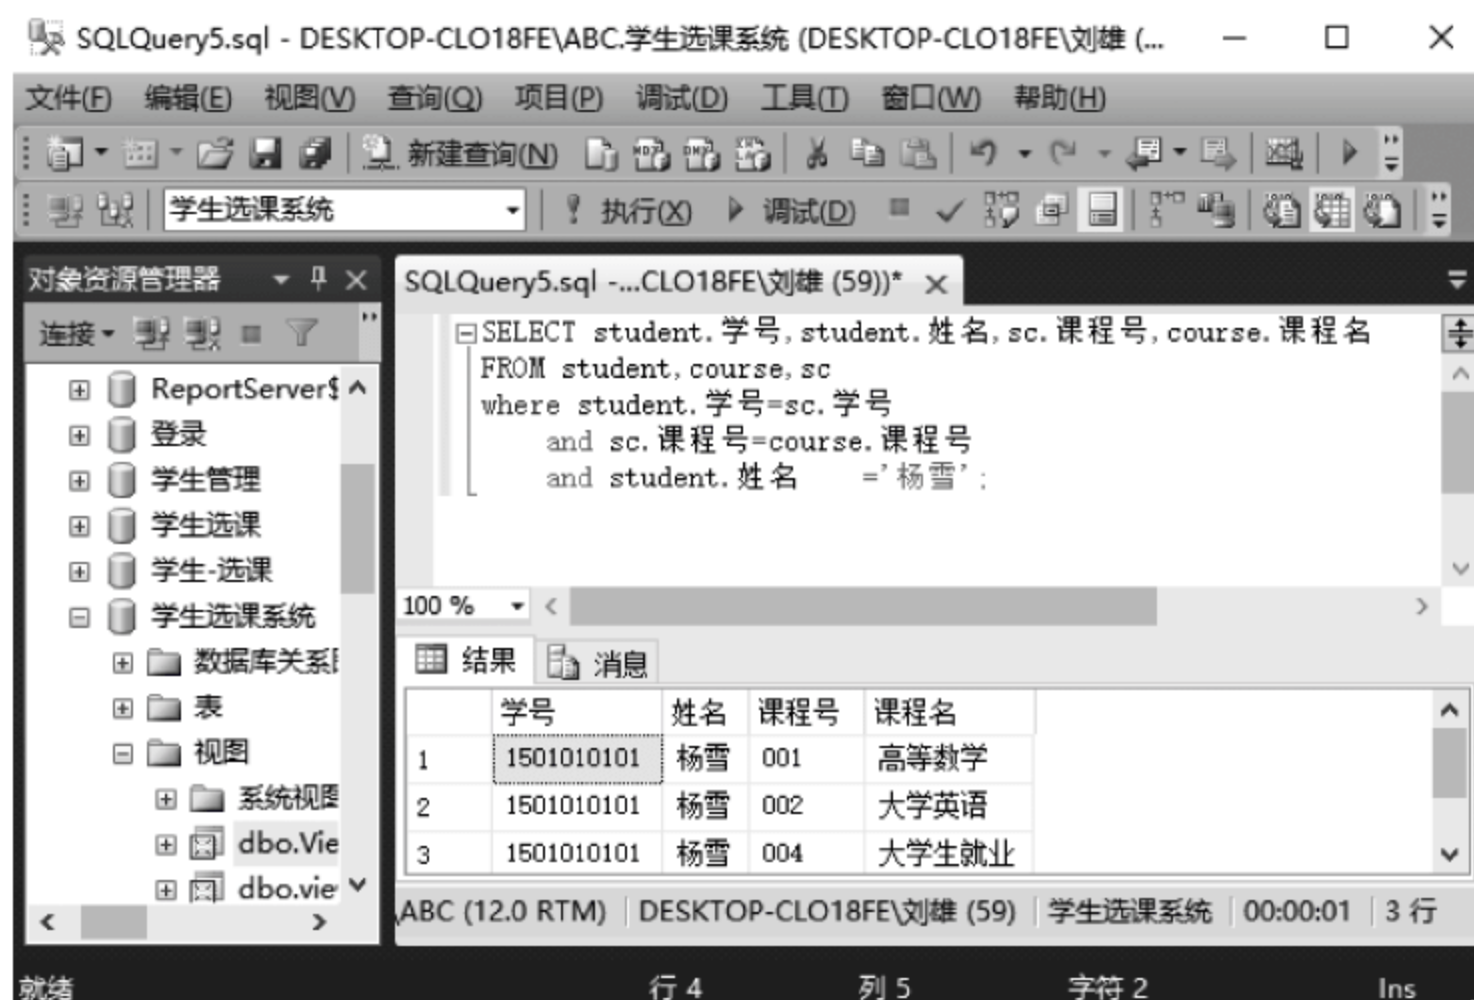 SQLQuery5.sql - DESKTOP-CLO18FE\ABC.学生选课系统 (DESKTOP-CLO18FE\刘雄 (...
文件(F) 编辑(E) 视图(V) 查询(Q) 项目(P) 调试(D) 工具(T) 窗口(W) 帮助(H)
新建查询(N)
学生选课系统 执行(X) 调试(D)
对象资源管理器
连接
ReportServer$
登录
学生管理
学生选课
学生-选课
学生选课系统
数据库关系图
表
视图
系统视图
dbo.Vie
dbo.vie
SQLQuery5.sql -...CLO18FE\刘雄 (59))*
SELECT student.学号,student.姓名,sc.课程号,course.课程名
FROM student,course,sc
where student.学号=sc.学号
and sc.课程号=course.课程号
and student.姓名 ='杨雪';
100 %
结果 消息
学号 姓名 课程号 课程名
1 1501010101 杨雪 001 高等数学
2 1501010101 杨雪 002 大学英语
3 1501010101 杨雪 004 大学生就业
\ABC (12.0 RTM) DESKTOP-CLO18FE\刘雄 (59) 学生选课系统 00:00:01 3 行
就绪 行 4 列 5 字符 2 Ins